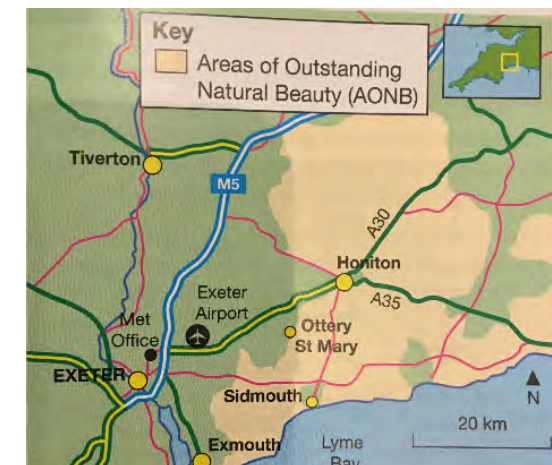 Key
Areas of Outstanding
Natural Beauty (AONB)
Tiverton
M5
A30
Honiton
A35
Exeter
Airport
Met
Office
Ottery
St Mary
EXETER
Sidmouth
N
20 km
Exmouth
Lyme
Bay